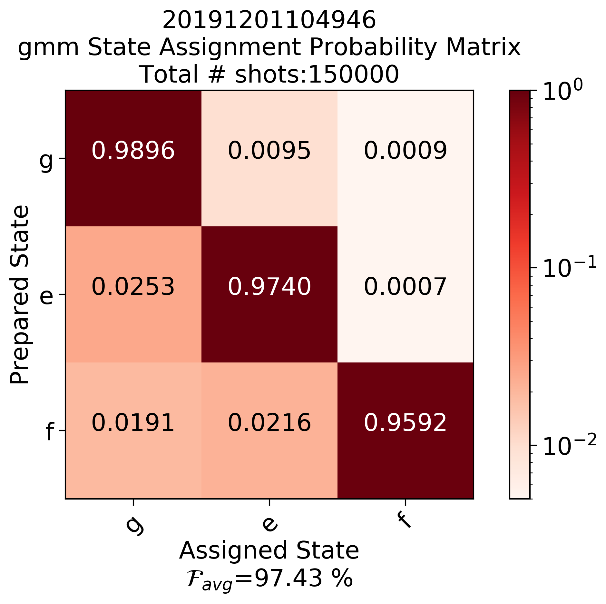 20191201104946
gmm State Assignment Probability Matrix
Total # shots:150000
g 0.9896 0.0095 0.0009
e 0.0253 0.9740 0.0007
f 0.0191 0.0216 0.9592
g e f
Prepared State
Assigned State
𝓕_avg=97.43 %
10⁰
10⁻¹
10⁻²